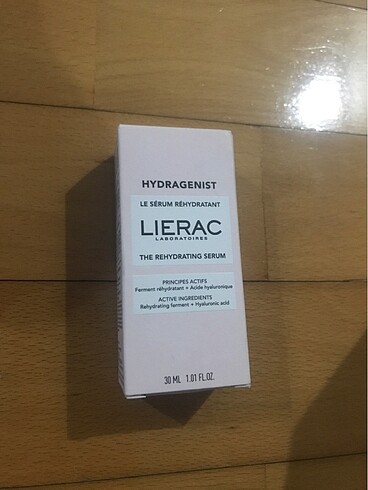 HYDRAGENIST
LE SÉRUM RÉHYDRATANT
LIERAC
LABORATOIRES
THE REHYDRATING SERUM
PRINCIPES ACTIFS
Ferment réhydratant + Acide hyaluronique
ACTIVE INGREDIENTS
Rehydrating ferment + Hyaluronic acid
30 ML 1.01 FL.OZ.